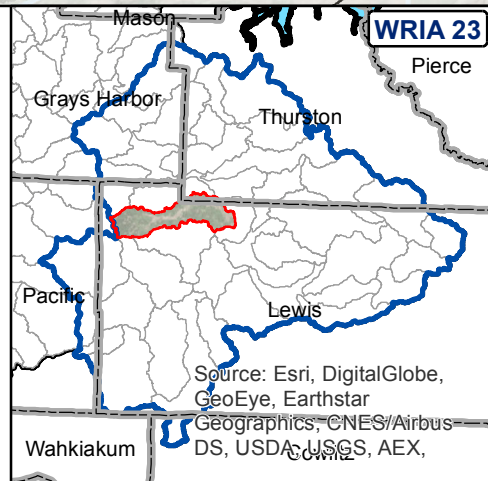 Mason
WRIA 23
Pierce
Grays Harbor
Thurston
Pacific
Lewis
Source: Esri, DigitalGlobe,
GeoEye, Earthstar
Geographics, CNES/Airbus
DS, USDA, USGS, AEX,
Wahkiakum
Cowlitz